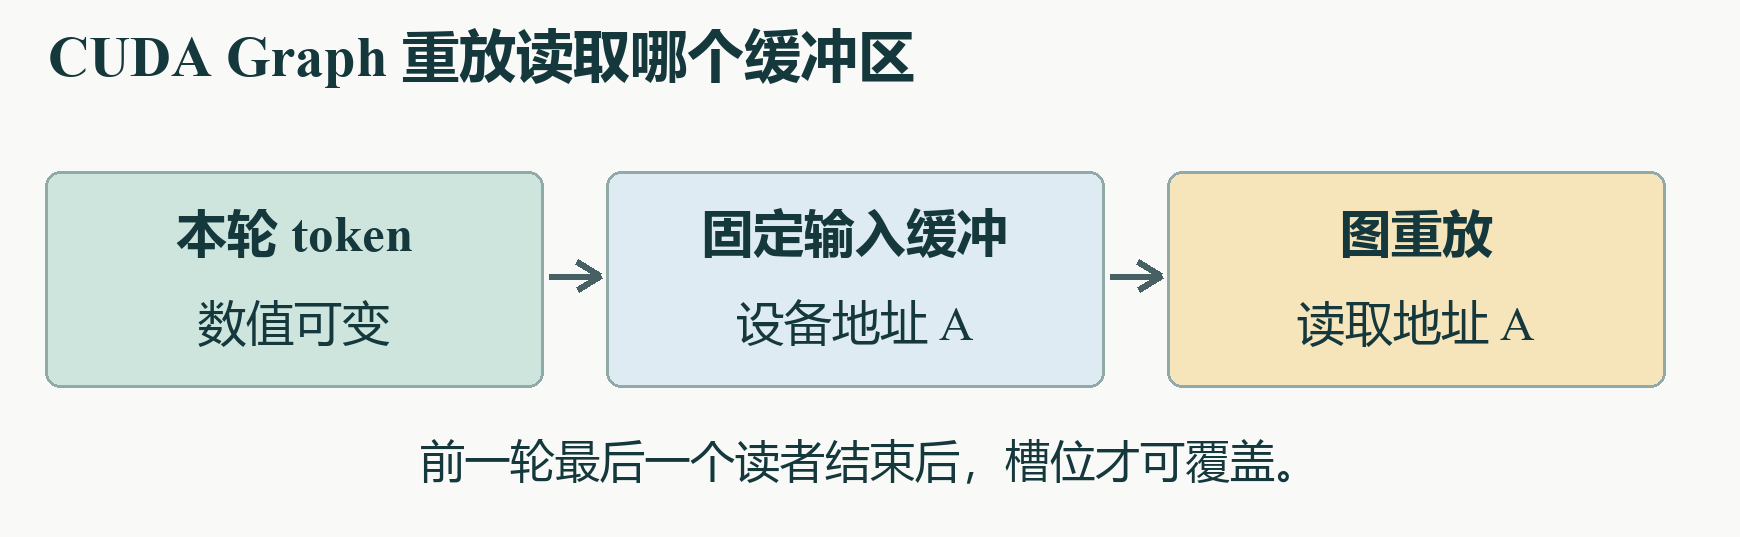 CUDA Graph 重放读取哪个缓冲区
本轮 token
数值可变
固定输入缓冲
设备地址 A
图重放
读取地址 A
前一轮最后一个读者结束后，槽位才可覆盖。